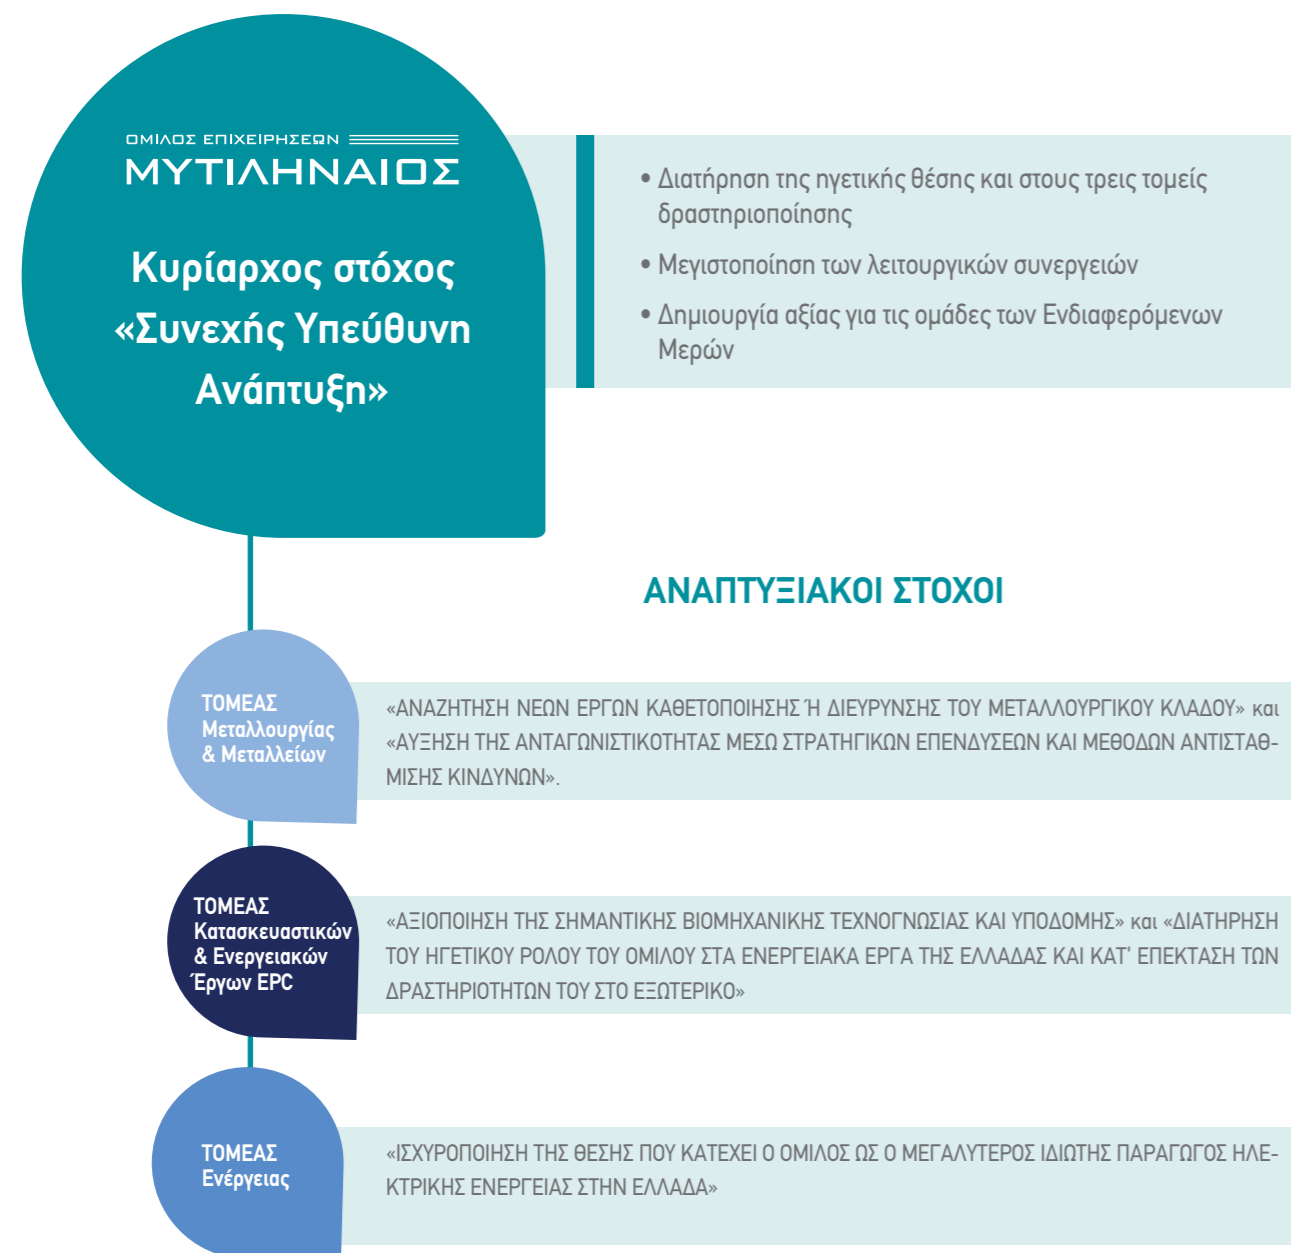 ΟΜΙΛΟΣ ΕΠΙΧΕΙΡΗΣΕΩΝ
ΜΥΤΙΛΗΝΑΙΟΣ
Κυρίαρχος στόχος
«Συνεχής Υπεύθυνη
Ανάπτυξη»
• Διατήρηση της ηγετικής θέσης και στους τρεις τομείς
δραστηριοποίησης
• Μεγιστοποίηση των λειτουργικών συνεργειών
• Δημιουργία αξίας για τις ομάδες των Ενδιαφερόμενων
Μερών
ΑΝΑΠΤΥΞΙΑΚΟΙ ΣΤΟΧΟΙ
ΤΟΜΕΑΣ
Μεταλλουργίας
& Μεταλλείων
«ΑΝΑΖΗΤΗΣΗ ΝΕΩΝ ΕΡΓΩΝ ΚΑΘΕΤΟΠΟΙΗΣΗΣ Ή ΔΙΕΥΡΥΝΣΗΣ ΤΟΥ ΜΕΤΑΛΛΟΥΡΓΙΚΟΥ ΚΛΑΔΟΥ» και
«ΑΥΞΗΣΗ ΤΗΣ ΑΝΤΑΓΩΝΙΣΤΙΚΟΤΗΤΑΣ ΜΕΣΩ ΣΤΡΑΤΗΓΙΚΩΝ ΕΠΕΝΔΥΣΕΩΝ ΚΑΙ ΜΕΘΟΔΩΝ ΑΝΤΙΣΤΑΘ-
ΜΙΣΗΣ ΚΙΝΔΥΝΩΝ».
ΤΟΜΕΑΣ
Κατασκευαστικών
& Ενεργειακών
Έργων EPC
«ΑΞΙΟΠΟΙΗΣΗ ΤΗΣ ΣΗΜΑΝΤΙΚΗΣ ΒΙΟΜΗΧΑΝΙΚΗΣ ΤΕΧΝΟΓΝΩΣΙΑΣ ΚΑΙ ΥΠΟΔΟΜΗΣ» και «ΔΙΑΤΗΡΗΣΗ
ΤΟΥ ΗΓΕΤΙΚΟΥ ΡΟΛΟΥ ΤΟΥ ΟΜΙΛΟΥ ΣΤΑ ΕΝΕΡΓΕΙΑΚΑ ΕΡΓΑ ΤΗΣ ΕΛΛΑΔΑΣ ΚΑΙ ΚΑΤ' ΕΠΕΚΤΑΣΗ ΤΩΝ
ΔΡΑΣΤΗΡΙΟΤΗΤΩΝ ΤΟΥ ΣΤΟ ΕΞΩΤΕΡΙΚΟ»
ΤΟΜΕΑΣ
Ενέργειας
«ΙΣΧΥΡΟΠΟΙΗΣΗ ΤΗΣ ΘΕΣΗΣ ΠΟΥ ΚΑΤΕΧΕΙ Ο ΟΜΙΛΟΣ ΩΣ Ο ΜΕΓΑΛΥΤΕΡΟΣ ΙΔΙΩΤΗΣ ΠΑΡΑΓΩΓΟΣ ΗΛΕ-
ΚΤΡΙΚΗΣ ΕΝΕΡΓΕΙΑΣ ΣΤΗΝ ΕΛΛΑΔΑ»